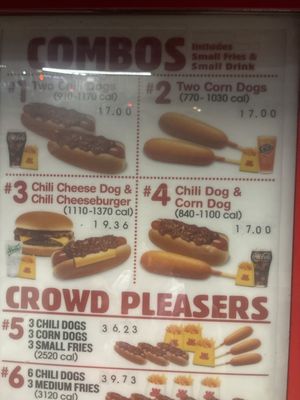 COMBOS
Includes
Small Fries &
Small Drink
#1 Two Chili Dogs
(910-1170 cal)
17.00
#2 Two Corn Dogs
(770- 1030 cal)
17.00
#3 Chili Cheese Dog &
Chili Cheeseburger
(1110-1370 cal)
19.36
#4 Chili Dog &
Corn Dog
(840-1100 cal)
17.00
CROWD PLEASERS
#5 3 CHILI DOGS
3 CORN DOGS
3 SMALL FRIES
(2520 cal)
36.23
#6 6 CHILI DOGS
3 MEDIUM FRIES
(3120 cal)
39.73